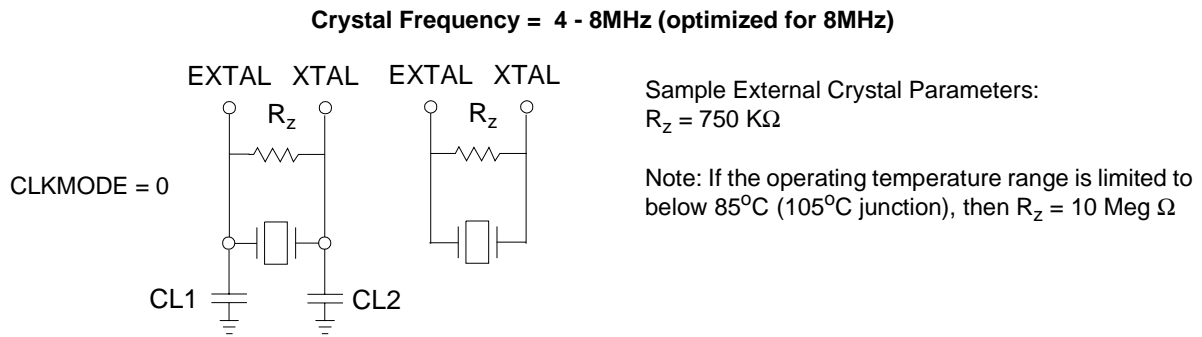 Crystal Frequency = 4 - 8MHz (optimized for 8MHz)
EXTAL XTAL EXTAL XTAL
Rz Rz
Sample External Crystal Parameters:
Rz = 750 KΩ
CLKMODE = 0
Note: If the operating temperature range is limited to
below 85oC (105oC junction), then Rz = 10 Meg Ω
CL1 CL2